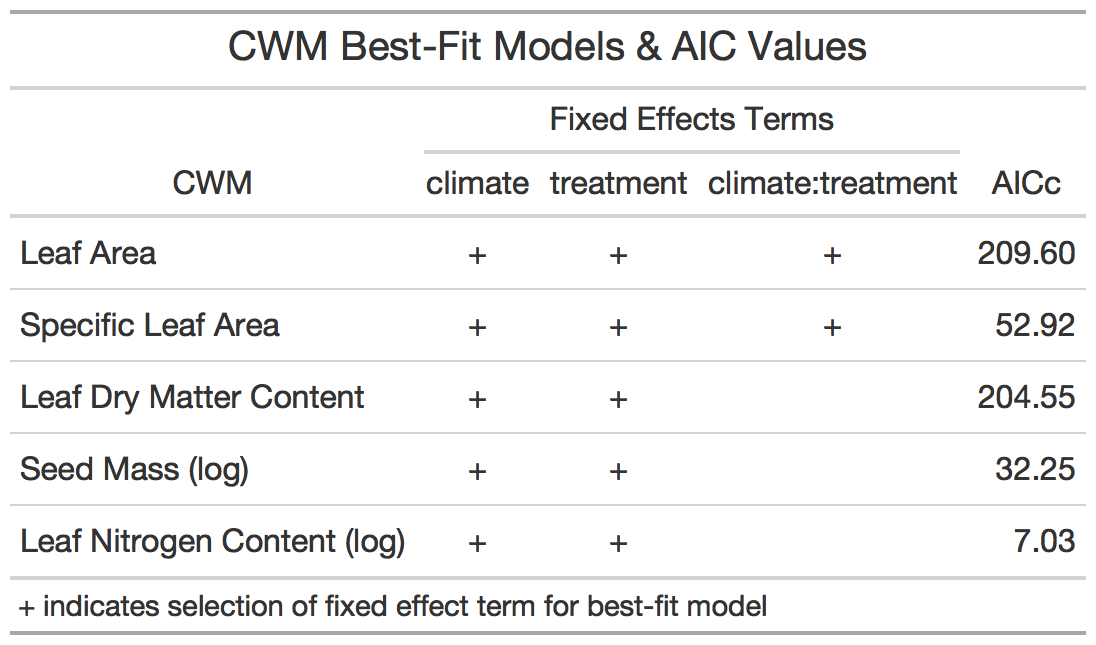 CWM Best-Fit Models & AIC Values
Fixed Effects Terms
CWM climate treatment climate:treatment AICc
Leaf Area + + + 209.60
Specific Leaf Area + + + 52.92
Leaf Dry Matter Content + + 204.55
Seed Mass (log) + + 32.25
Leaf Nitrogen Content (log) + + 7.03
+ indicates selection of fixed effect term for best-fit model